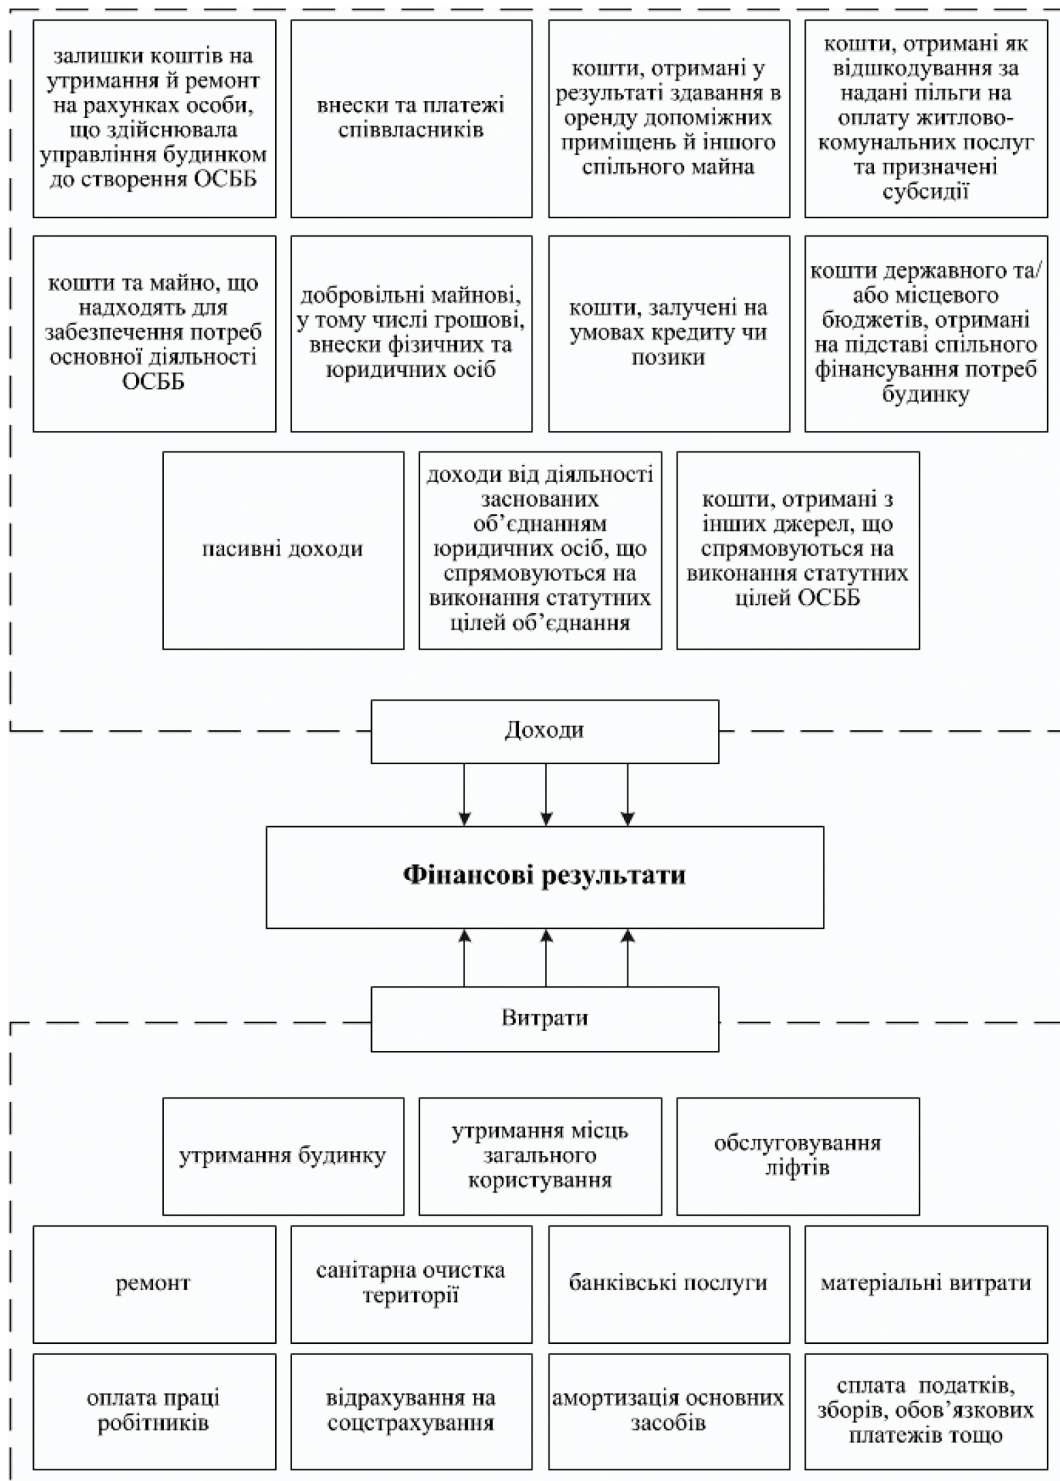 залишки коштів на
утримання й ремонт
на рахунках особи,
що здійснювала
управління будинком
до створення ОСББ
внески та платежі
співвласників
кошти, отримані у
результаті здавання в
оренду допоміжних
приміщень й іншого
спільного майна
кошти, отримані як
відшкодування за
надані пільги на
оплату житлово-
комунальних послуг
та призначені
субсидії
кошти та майно, що
надходять для
забезпечення потреб
основної діяльності
ОСББ
добровільні майнові,
у тому числі грошові,
внески фізичних та
юридичних осіб
кошти, залучені на
умовах кредиту чи
позики
кошти державного та/
або місцевого
бюджетів, отримані
на підставі спільного
фінансування потреб
будинку
пасивні доходи
доходи від діяльності
заснованих
об’єднанням
юридичних осіб, що
спрямовуються на
виконання статутних
цілей об’єднання
кошти, отримані з
інших джерел, що
спрямовуються на
виконання статутних
цілей ОСББ
Доходи
Фінансові результати
Витрати
утримання будинку
утримання місць
загального
користування
обслуговування
ліфтів
ремонт
санітарна очистка
території
банківські послуги
матеріальні витрати
оплата праці
робітників
відрахування на
соцстрахування
амортизація основних
засобів
сплата податків,
зборів, обов’язкових
платежів тощо